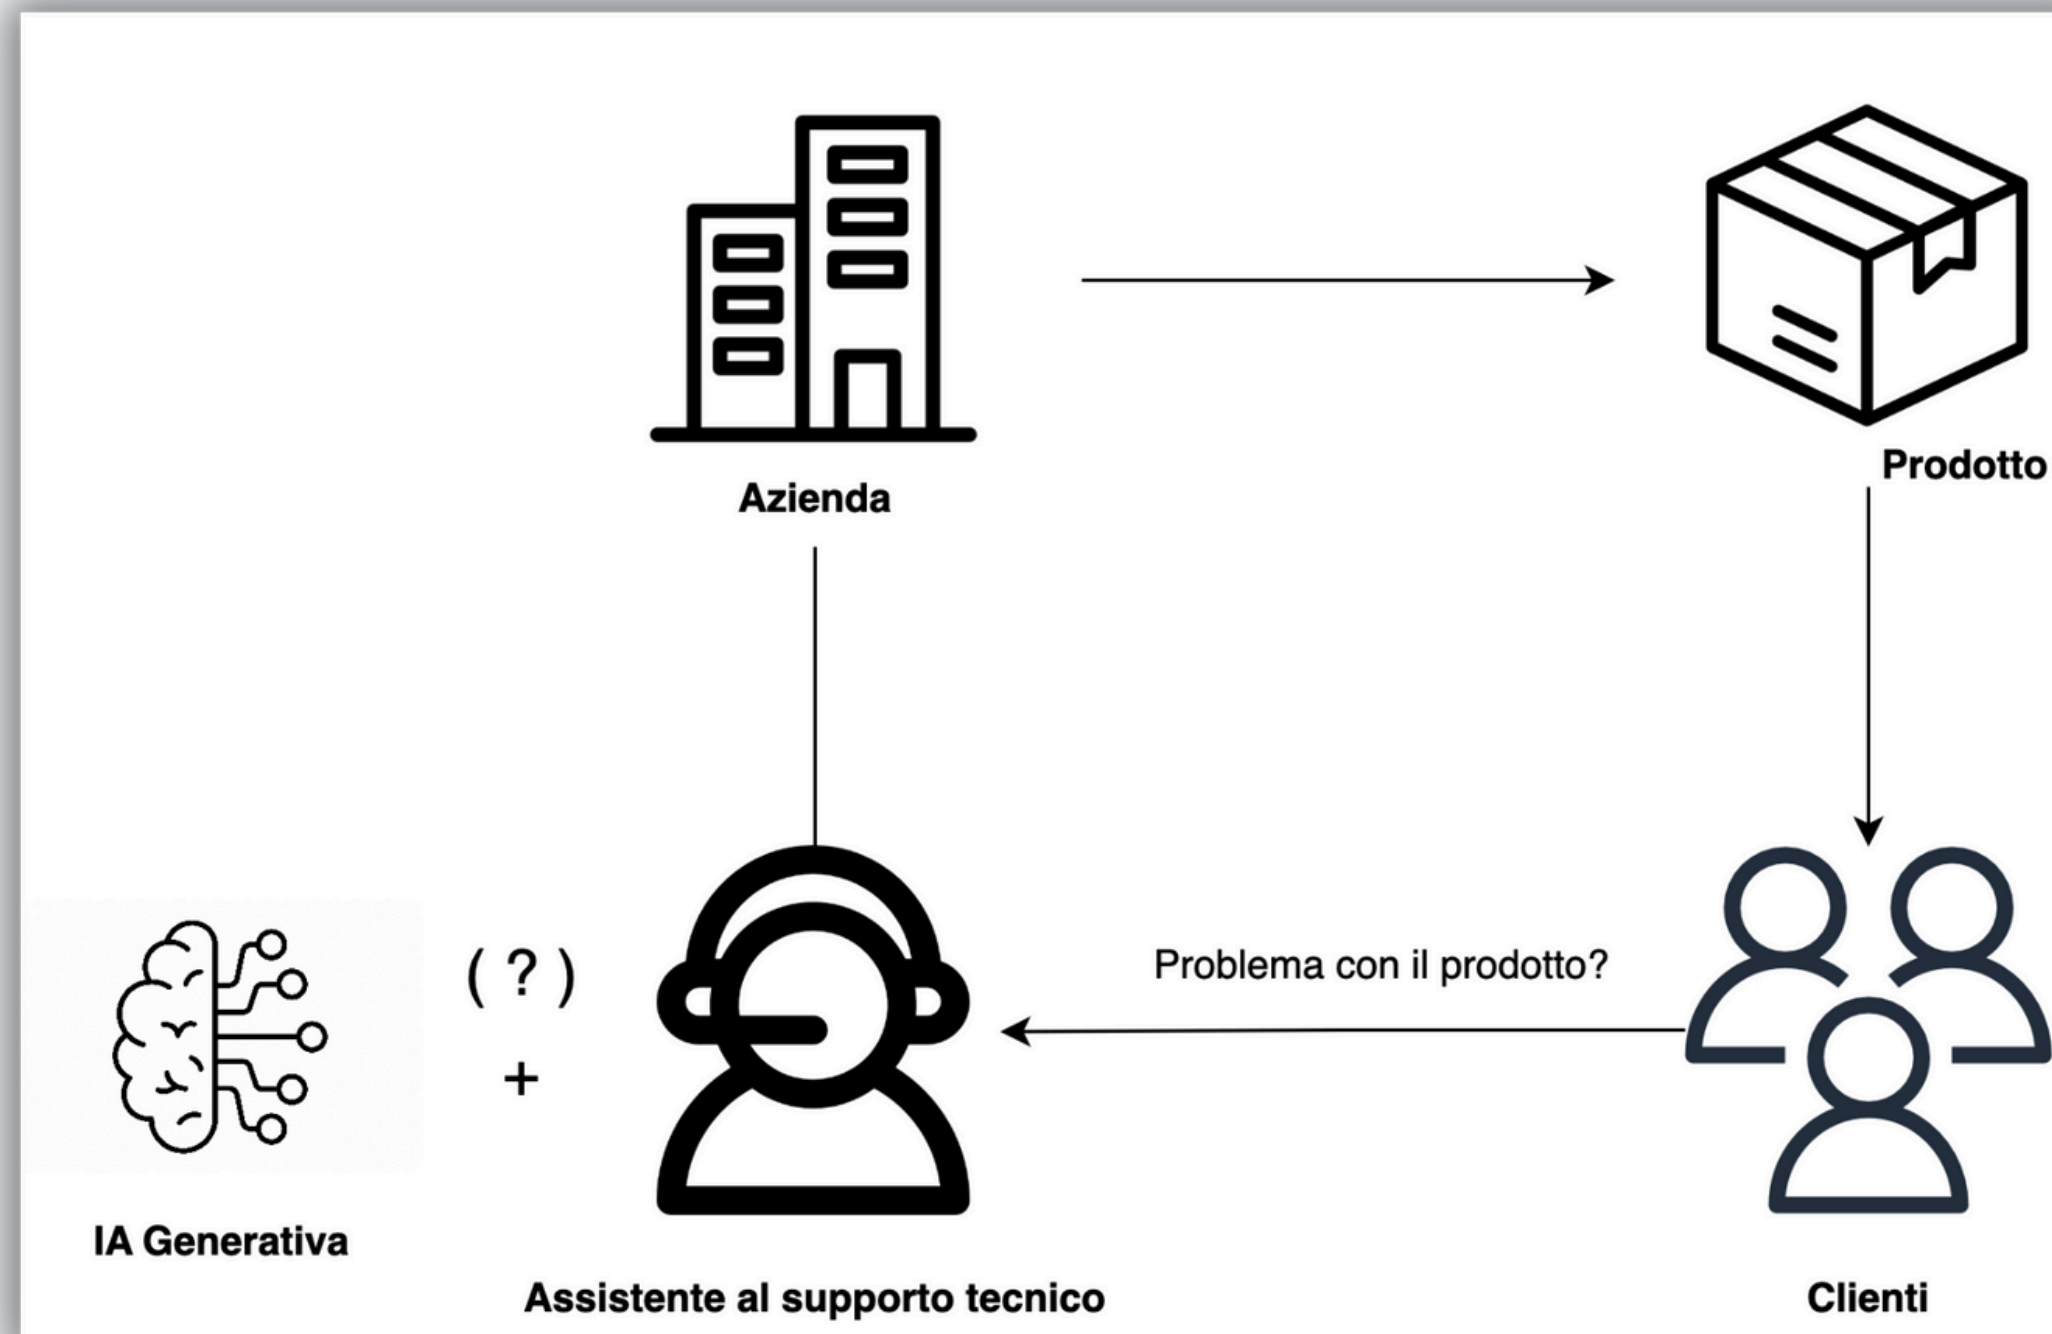 Azienda
Prodotto
Problema con il prodotto?
( ? )
+
IA Generativa
Assistente al supporto tecnico
Clienti